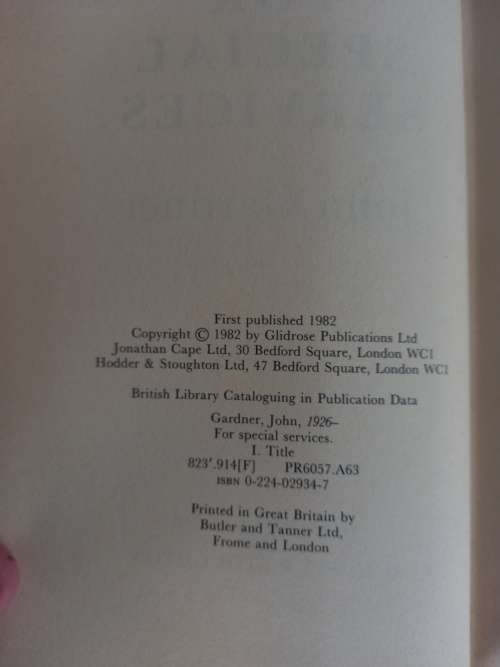 First published 1982
Copyright © 1982 by Glidrose Publications Ltd
Jonathan Cape Ltd, 30 Bedford Square, London WC1
Hodder & Stoughton Ltd, 47 Bedford Square, London WC1
British Library Cataloguing in Publication Data
Gardner, John, 1926–
For special services.
I. Title
823'.914[F] PR6057.A63
ISBN 0-224-02934-7
Printed in Great Britain by
Butler and Tanner Ltd,
Frome and London